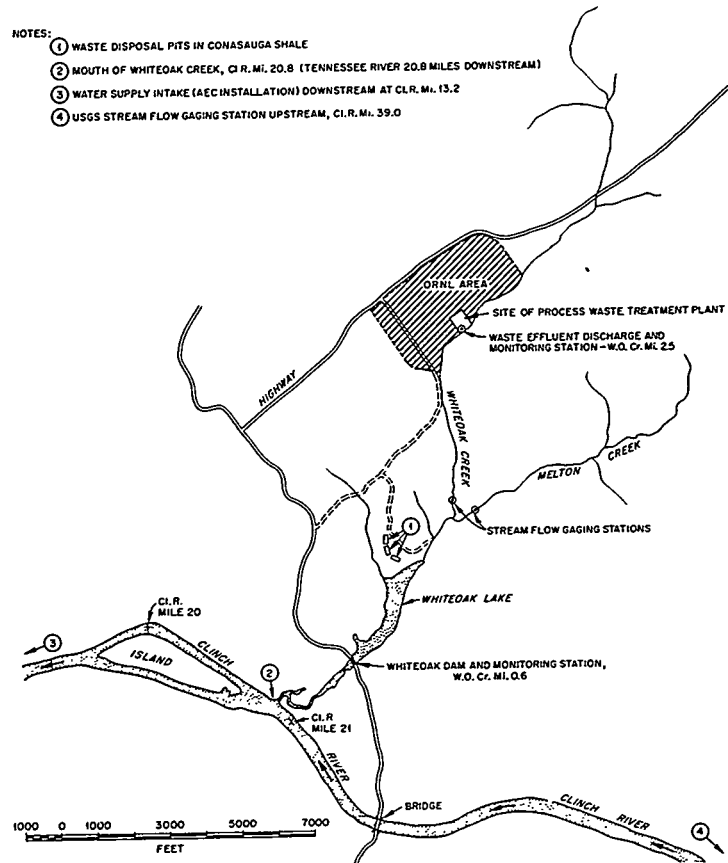 NOTES:
1 WASTE DISPOSAL PITS IN CONASAUGA SHALE
2 MOUTH OF WHITEOAK CREEK, Cl R. Mi. 20.8 (TENNESSEE RIVER 20.8 MILES DOWNSTREAM)
3 WATER SUPPLY INTAKE (AEC INSTALLATION) DOWNSTREAM AT Cl.R. Mi. 13.2
4 USGS STREAM FLOW GAGING STATION UPSTREAM, Cl.R. Mi. 39.0
ORNL AREA
SITE OF PROCESS WASTE TREATMENT PLANT
WASTE EFFLUENT DISCHARGE AND
MONITORING STATION - W.O. Cr. Mi. 2.5
HIGHWAY
WHITEOAK CREEK
MELTON CREEK
STREAM FLOW GAGING STATIONS
1
WHITEOAK LAKE
Cl.R.
MILE 20
3
CLINCH
ISLAND
2
WHITEOAK DAM AND MONITORING STATION,
W.O. Cr. Mi. 0.6
Cl.R
MILE 21
RIVER
BRIDGE
CLINCH RIVER
4
1000 0 1000 3000 5000 7000
FEET